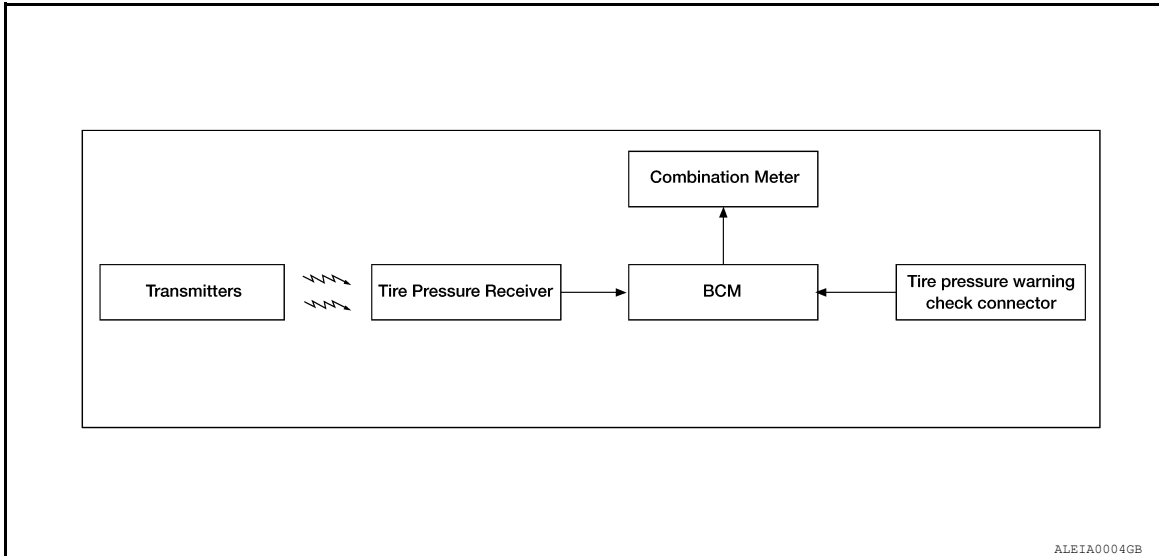 Combination Meter
Transmitters
Tire Pressure Receiver
BCM
Tire pressure warning
check connector
ALEIA0004GB